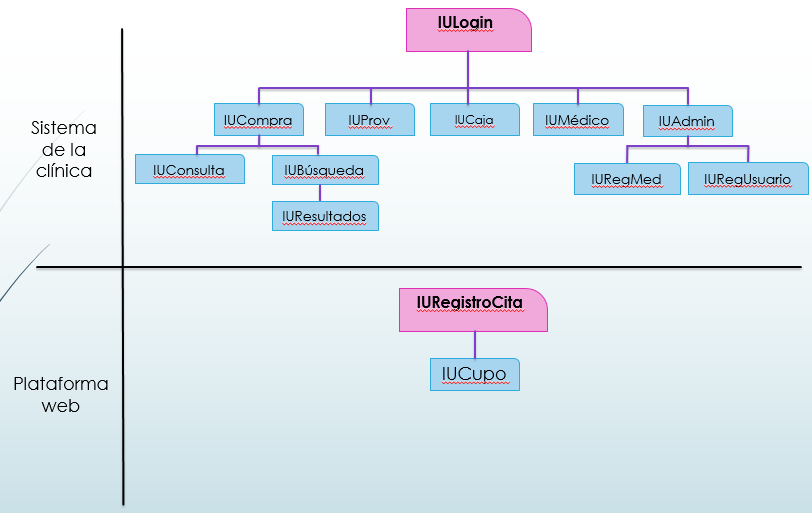 IULogin
IUCompra
IUProv
IUCaja
IUMédico
IUAdmin
Sistema
de la
clínica
IUConsulta
IUBúsqueda
IURegMed
IURegUsuario
IUResultados
IURegistroCita
IUCupo
Plataforma
web